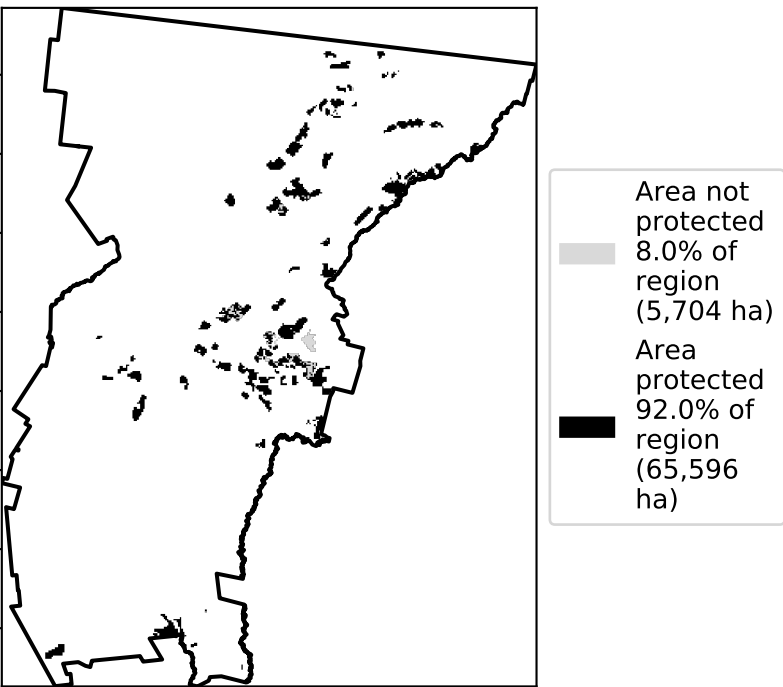 Area not
protected
8.0% of
region
(5,704 ha)
Area
protected
92.0% of
region
(65,596
ha)